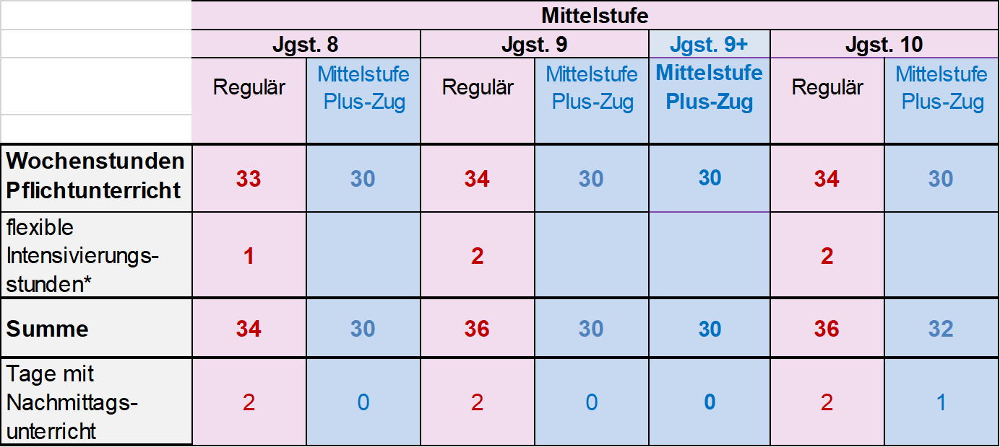 Mittelstufe
Jgst. 8 Jgst. 9 Jgst. 9+ Jgst. 10
Regulär Mittelstufe Plus-Zug Regulär Mittelstufe Plus-Zug Mittelstufe Plus-Zug Regulär Mittelstufe Plus-Zug
Wochenstunden
Pflichtunterricht 33 30 34 30 30 34 30
flexible
Intensivierungs- 1 2 2
stunden*
Summe 34 30 36 30 30 36 32
Tage mit
Nachmittags- 2 0 2 0 0 2 1
unterricht